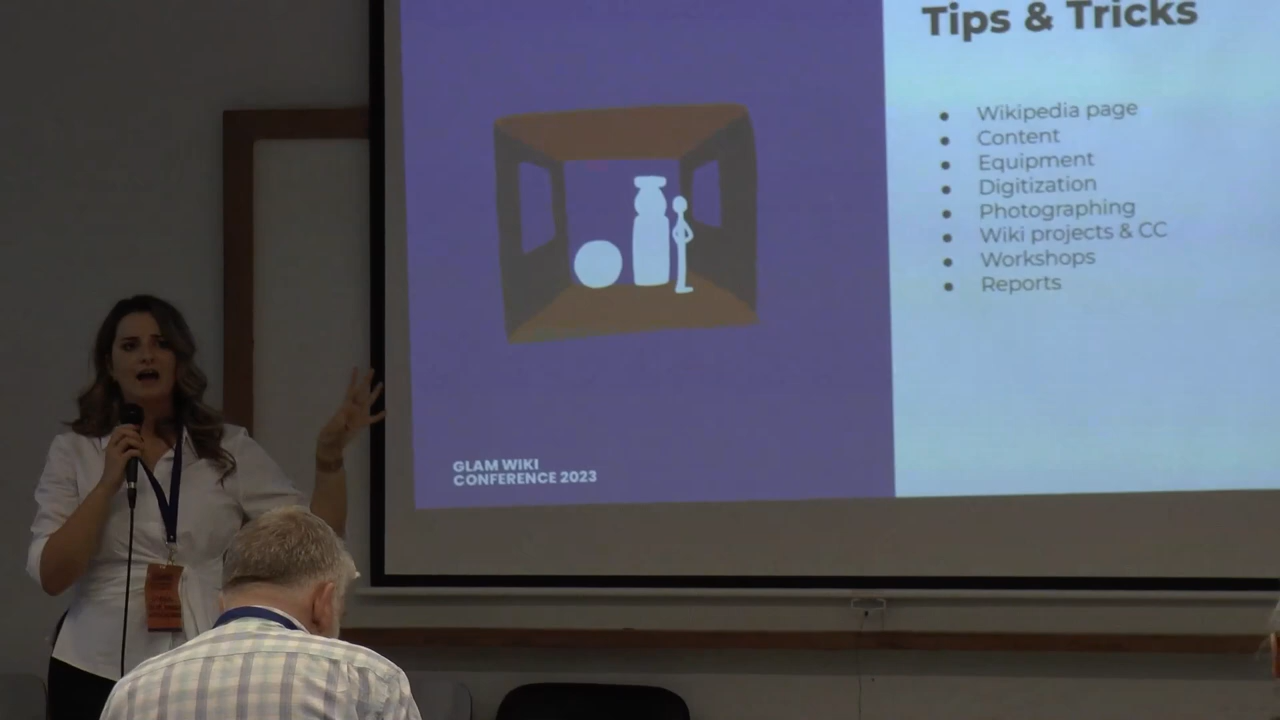 Tips & Tricks
Wikipedia page
Content
Equipment
Digitization
Photographing
Wiki projects & CC
Workshops
Reports
GLAM WIKI
CONFERENCE 2023